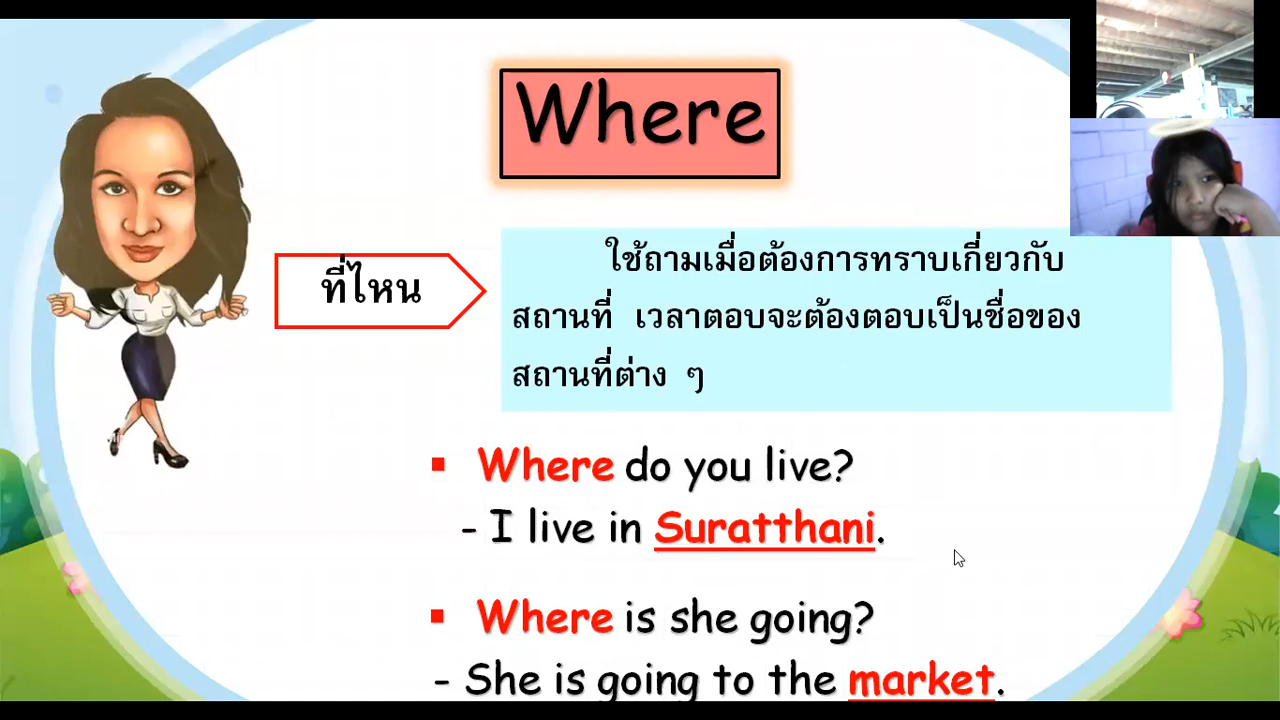 Where
ที่ไหน
ใช้ถามเมื่อต้องการทราบเกี่ยวกับ
สถานที่ เวลาตอบจะต้องตอบเป็นชื่อของ
สถานที่ต่าง ๆ
▪ Where do you live?
- I live in Suratthani.
▪ Where is she going?
- She is going to the market.